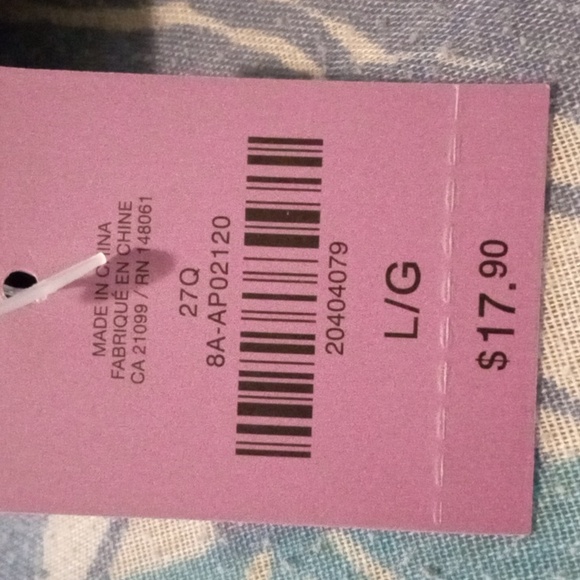 MADE IN CHINA
FABRIQUÉ EN CHINE
CA 21099 / RN 148061
27Q
8A-AP02120
20404079
L/G
$17.90